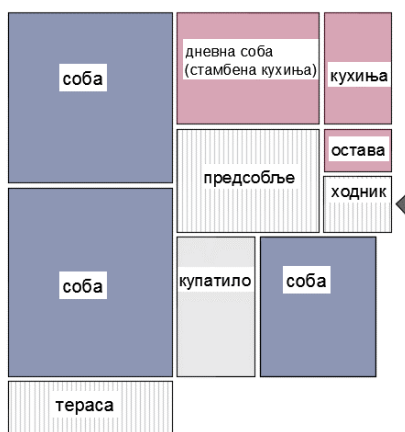 соба
дневна соба
(стамбена кухиња)
кухиња
остава
предсобље
ходник
соба
купатило
соба
тераса